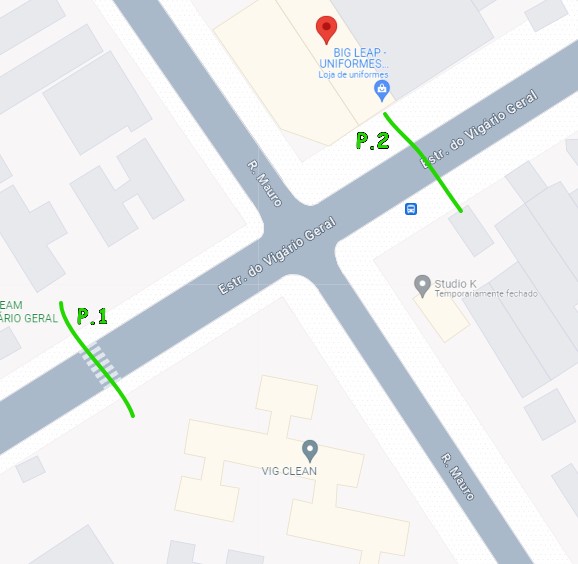 BIG LEAP -
UNIFORMES...
Loja de uniformes
P.2
Estr. do Vigário Geral
R. Mauro
Estr. do Vigário Geral
Studio K
Temporariamente fechado
EAM
ÁRIO GERAL
P.1
VIG CLEAN
R. Mauro